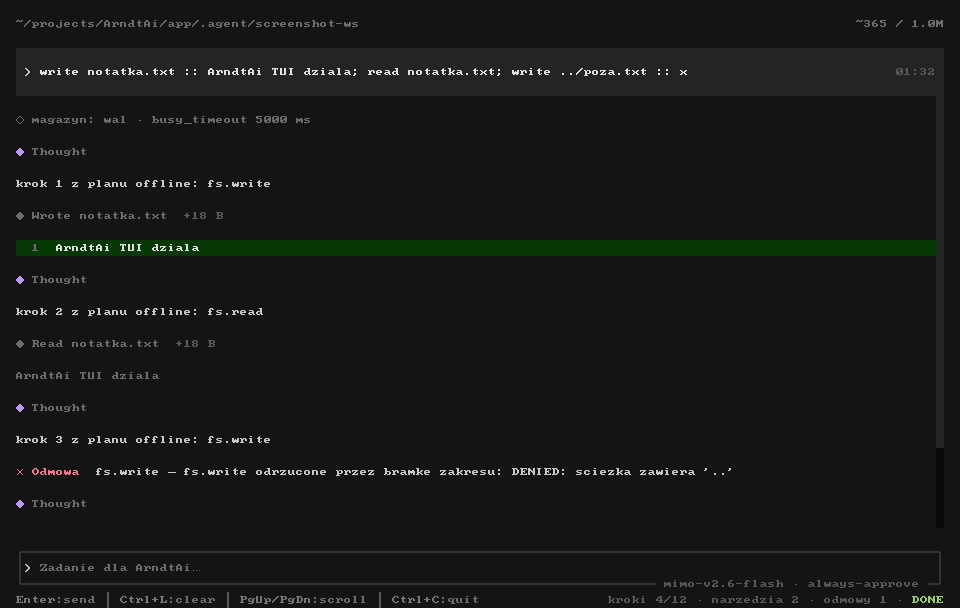 ~/projects/ArndtAi/app/.agent/screenshot-ws ~365 / 1.0M
❯ write notatka.txt :: ArndtAi TUI dziala; read notatka.txt; write ../poza.txt :: x 01:32
◇ magazyn: wal · busy_timeout 5000 ms
◆ Thought
krok 1 z planu offline: fs.write
◆ Wrote notatka.txt +18 B
1 ArndtAi TUI dziala
◆ Thought
krok 2 z planu offline: fs.read
◆ Read notatka.txt +18 B
ArndtAi TUI dziala
◆ Thought
krok 3 z planu offline: fs.write
✕ Odmowa fs.write — fs.write odrzucone przez bramke zakresu: DENIED: sciezka zawiera '..'
◆ Thought
❯ Zadanie dla ArndtAi…
mimo-v2.6-flash · always-approve
Enter:send │ Ctrl+L:clear │ PgUp/PgDn:scroll │ Ctrl+C:quit kroki 4/12 · narzedzia 2 · odmowy 1 · DONE